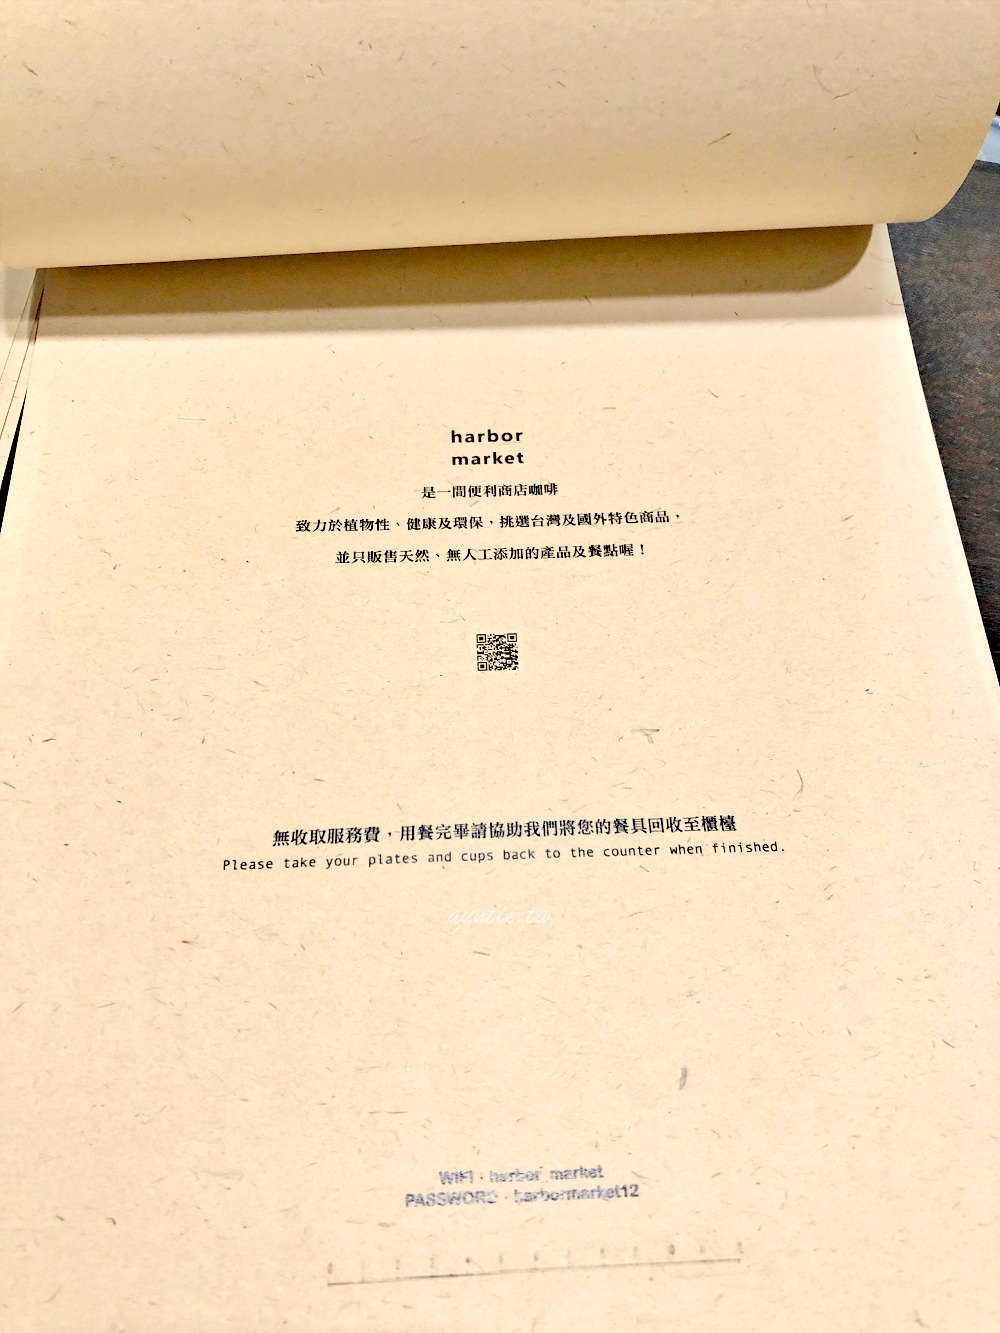 harbor
market
是一間便利商店咖啡
致力於植物性、健康及環保，挑選台灣及國外特色商品，
並只販售天然、無人工添加的產品及餐點喔！
無收取服務費，用餐完畢請協助我們將您的餐具回收至櫃檯
Please take your plates and cups back to the counter when finished.
auntie.tw
WIFI · harbor_market
PASSWORD · harbormarket12